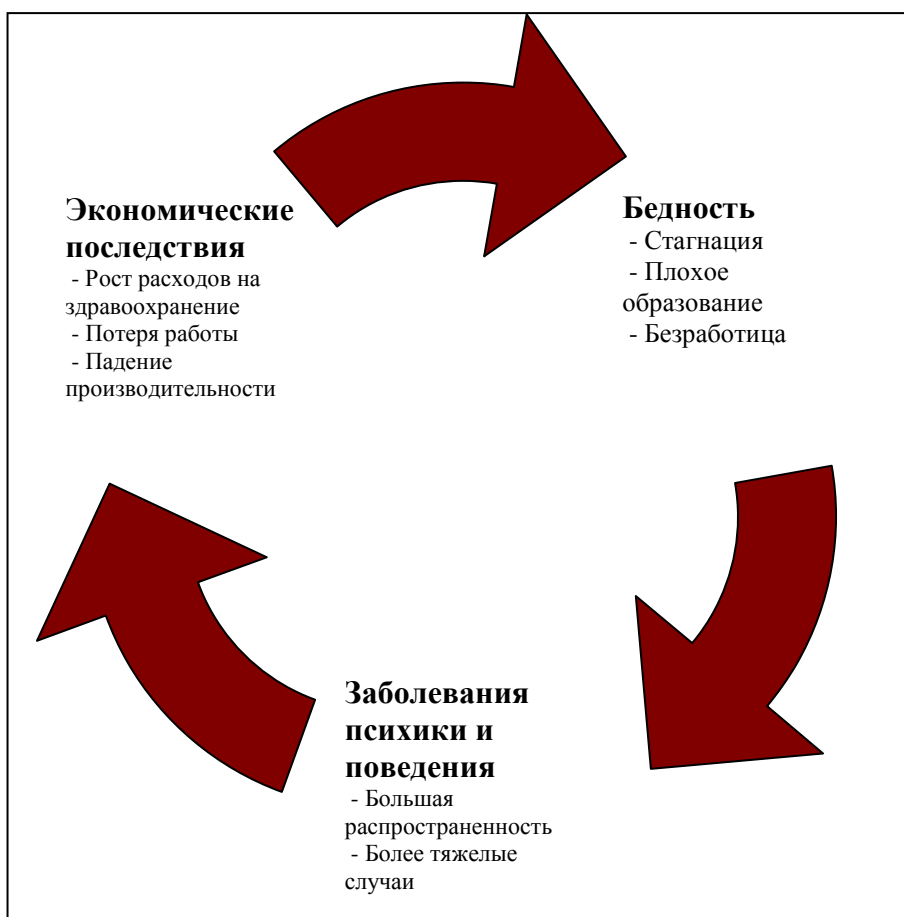 Экономические
последствия
- Рост расходов на
здравоохранение
- Потеря работы
- Падение
производительности
Бедность
- Стагнация
- Плохое
образование
- Безработица
Заболевания
психики и
поведения
- Большая
распространенность
- Более тяжелые
случаи